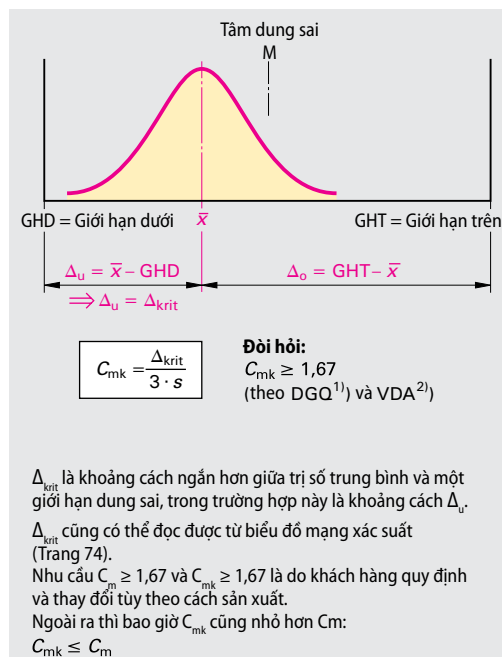 Tâm dung sai
M
GHD = Giới hạn dưới x̅ GHT = Giới hạn trên
Δu = x̅ – GHD Δo = GHT– x̅
⇒ Δu = Δkrit
Cmk = Δkrit / 3 · s
Đòi hỏi:
Cmk ≥ 1,67
(theo DGQ1)) và VDA2))
Δkrit là khoảng cách ngắn hơn giữa trị số trung bình và một
giới hạn dung sai, trong trường hợp này là khoảng cách Δu.
Δkrit cũng có thể đọc được từ biểu đồ mạng xác suất
(Trang 74).
Nhu cầu Cm ≥ 1,67 và Cmk ≥ 1,67 là do khách hàng quy định
và thay đổi tùy theo cách sản xuất.
Ngoài ra thì bao giờ Cmk cũng nhỏ hơn Cm:
Cmk ≤ Cm